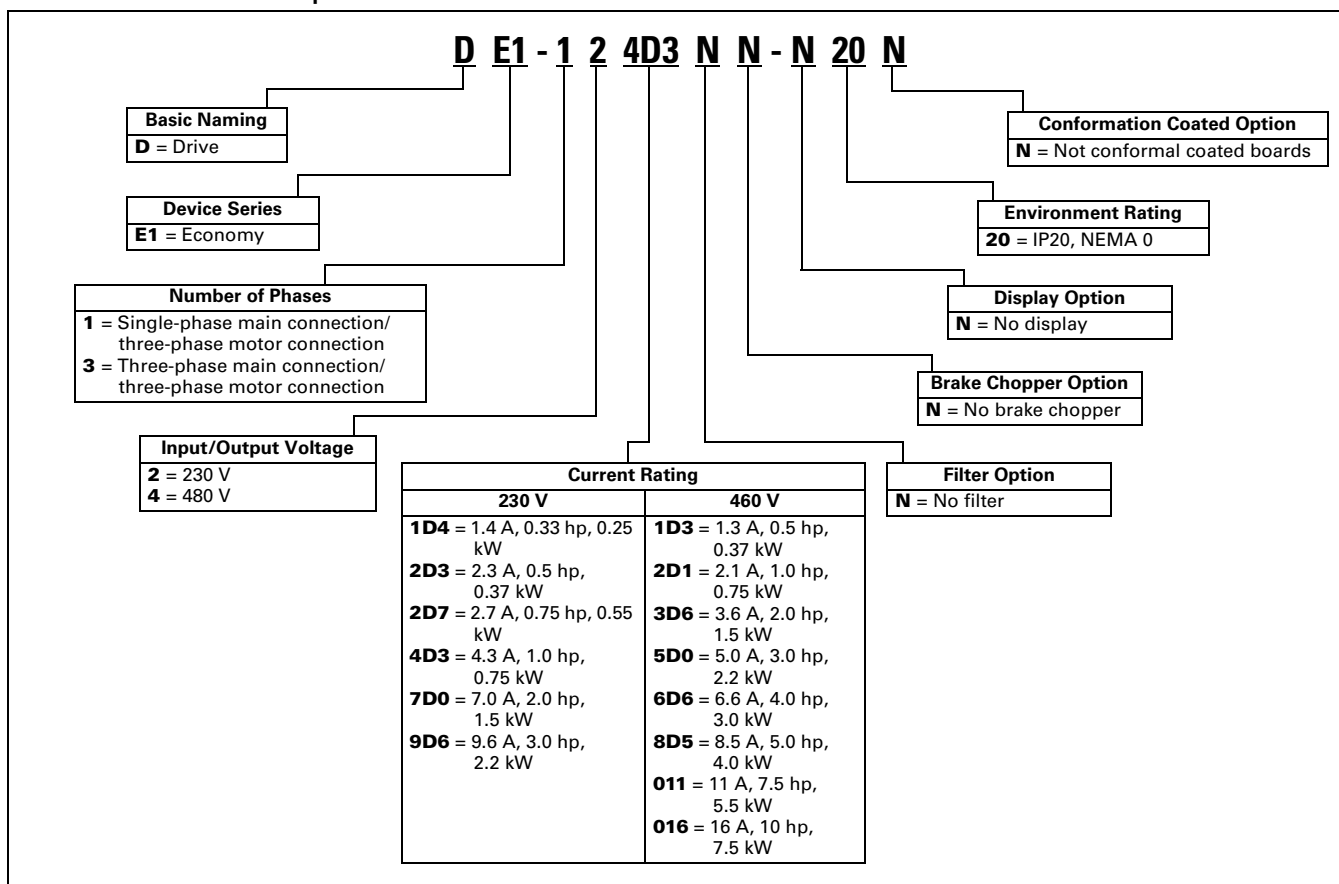 D E1 - 1 2 4D3 N N - N 20 N
Basic Naming
D = Drive
Device Series
E1 = Economy
Number of Phases
1 = Single-phase main connection/
three-phase motor connection
3 = Three-phase main connection/
three-phase motor connection
Input/Output Voltage
2 = 230 V
4 = 480 V
Current Rating
230 V
1D4 = 1.4 A, 0.33 hp, 0.25
kW
2D3 = 2.3 A, 0.5 hp,
0.37 kW
2D7 = 2.7 A, 0.75 hp, 0.55
kW
4D3 = 4.3 A, 1.0 hp,
0.75 kW
7D0 = 7.0 A, 2.0 hp,
1.5 kW
9D6 = 9.6 A, 3.0 hp,
2.2 kW
460 V
1D3 = 1.3 A, 0.5 hp,
0.37 kW
2D1 = 2.1 A, 1.0 hp,
0.75 kW
3D6 = 3.6 A, 2.0 hp,
1.5 kW
5D0 = 5.0 A, 3.0 hp,
2.2 kW
6D6 = 6.6 A, 4.0 hp,
3.0 kW
8D5 = 8.5 A, 5.0 hp,
4.0 kW
011 = 11 A, 7.5 hp,
5.5 kW
016 = 16 A, 10 hp,
7.5 kW
Conformation Coated Option
N = Not conformal coated boards
Environment Rating
20 = IP20, NEMA 0
Display Option
N = No display
Brake Chopper Option
N = No brake chopper
Filter Option
N = No filter